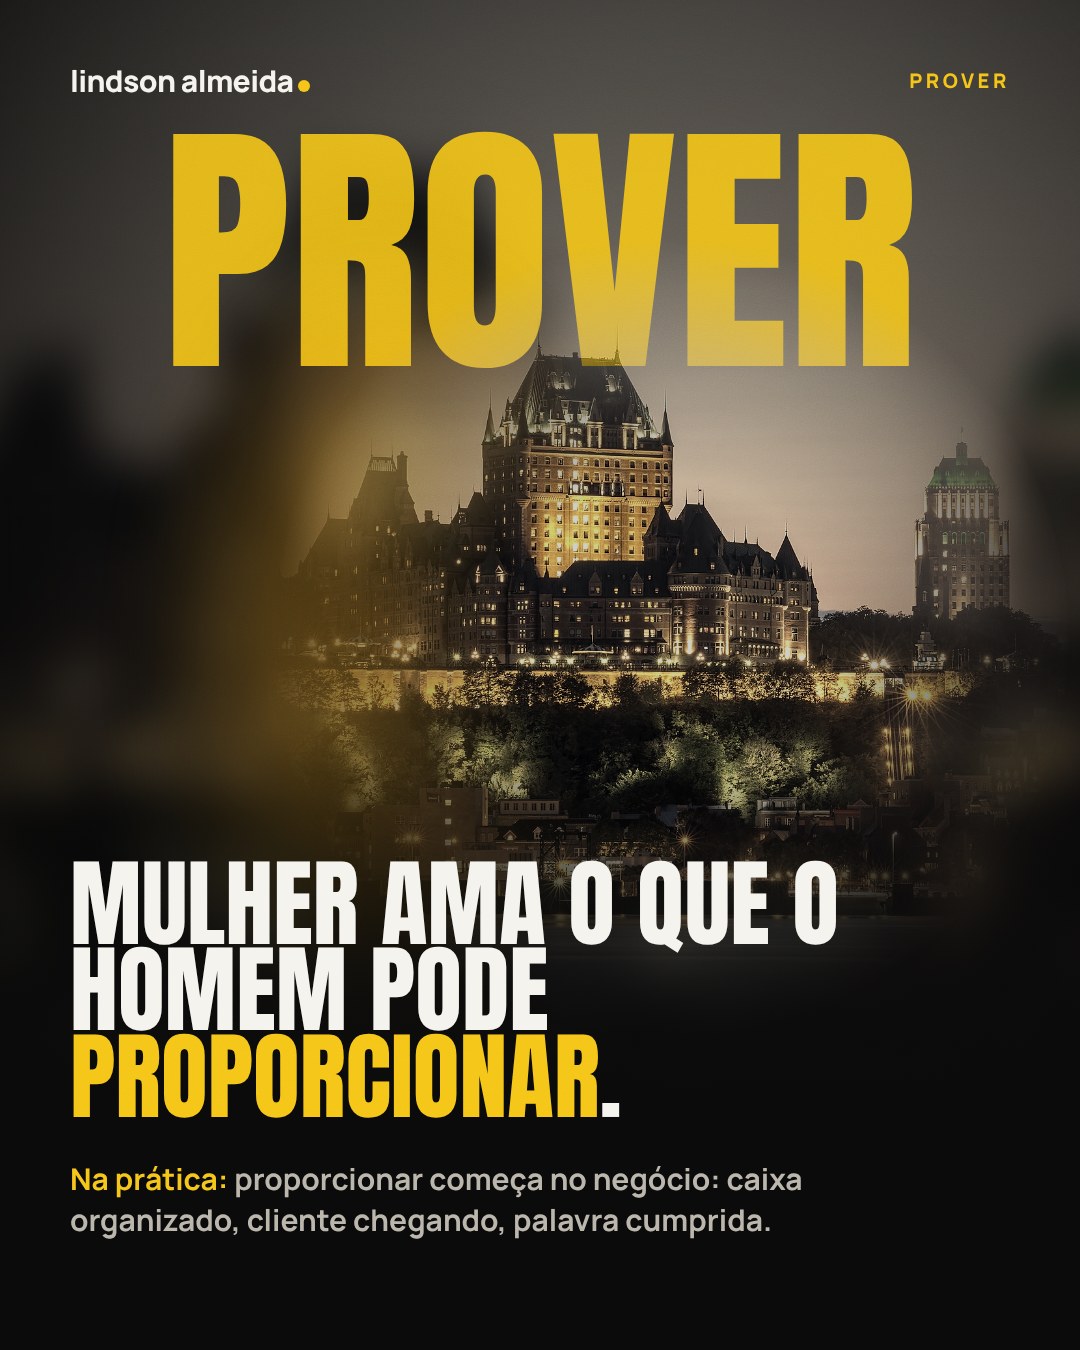 lindson almeida.
PROVER
PROVER
MULHER AMA O QUE O
HOMEM PODE
PROPORCIONAR.
Na prática: proporcionar começa no negócio: caixa
organizado, cliente chegando, palavra cumprida.